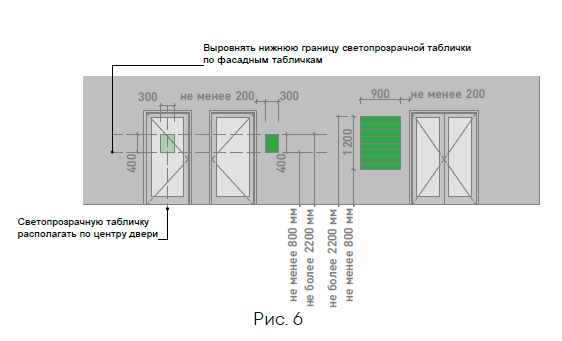 Выровнять нижнюю границу светопрозрачной таблички
по фасадным табличкам
300
не менее 200
300
900
не менее 200
400
400
1200
Светопрозрачную табличку
располагать по центру двери
не менее 800 мм
не более 2200 мм
не более 2200 мм
не менее 800 мм
Рис. 6